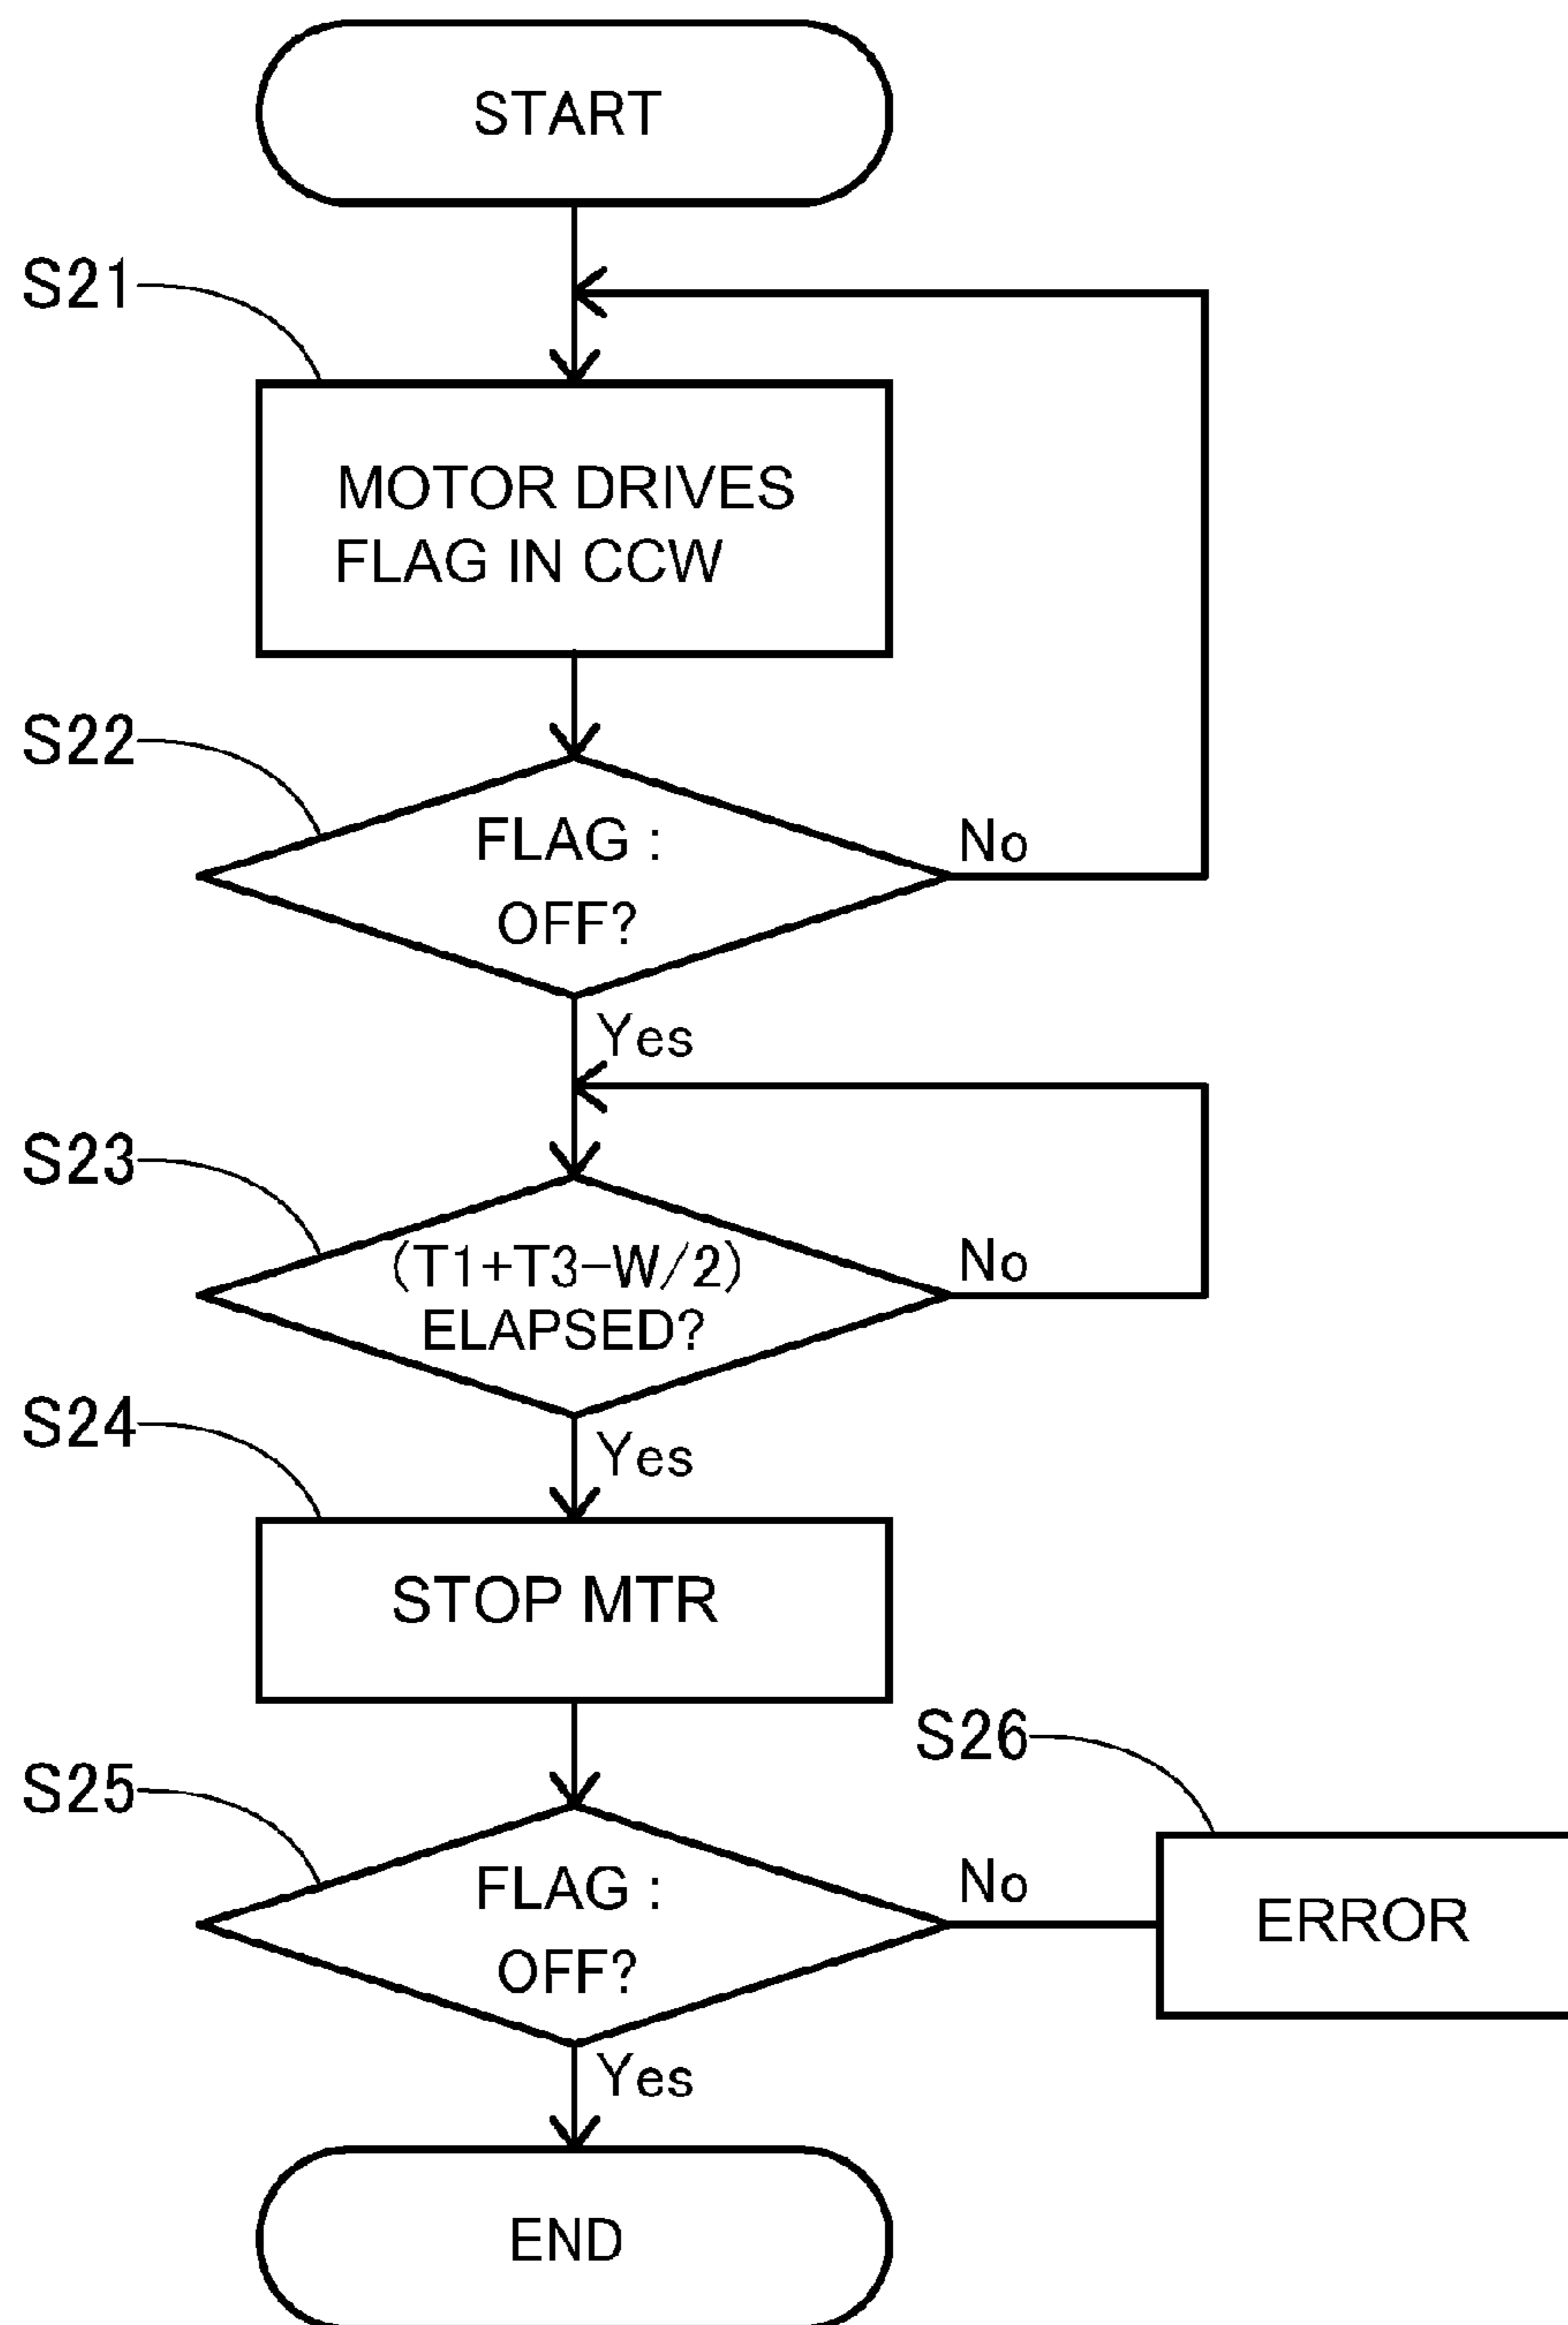 START
S21
MOTOR DRIVES
FLAG IN CCW
S22
FLAG :
OFF?
No
Yes
S23
(T1+T3-W/2)
ELAPSED?
No
Yes
S24
STOP MTR
S25
FLAG :
OFF?
No
S26
ERROR
Yes
END